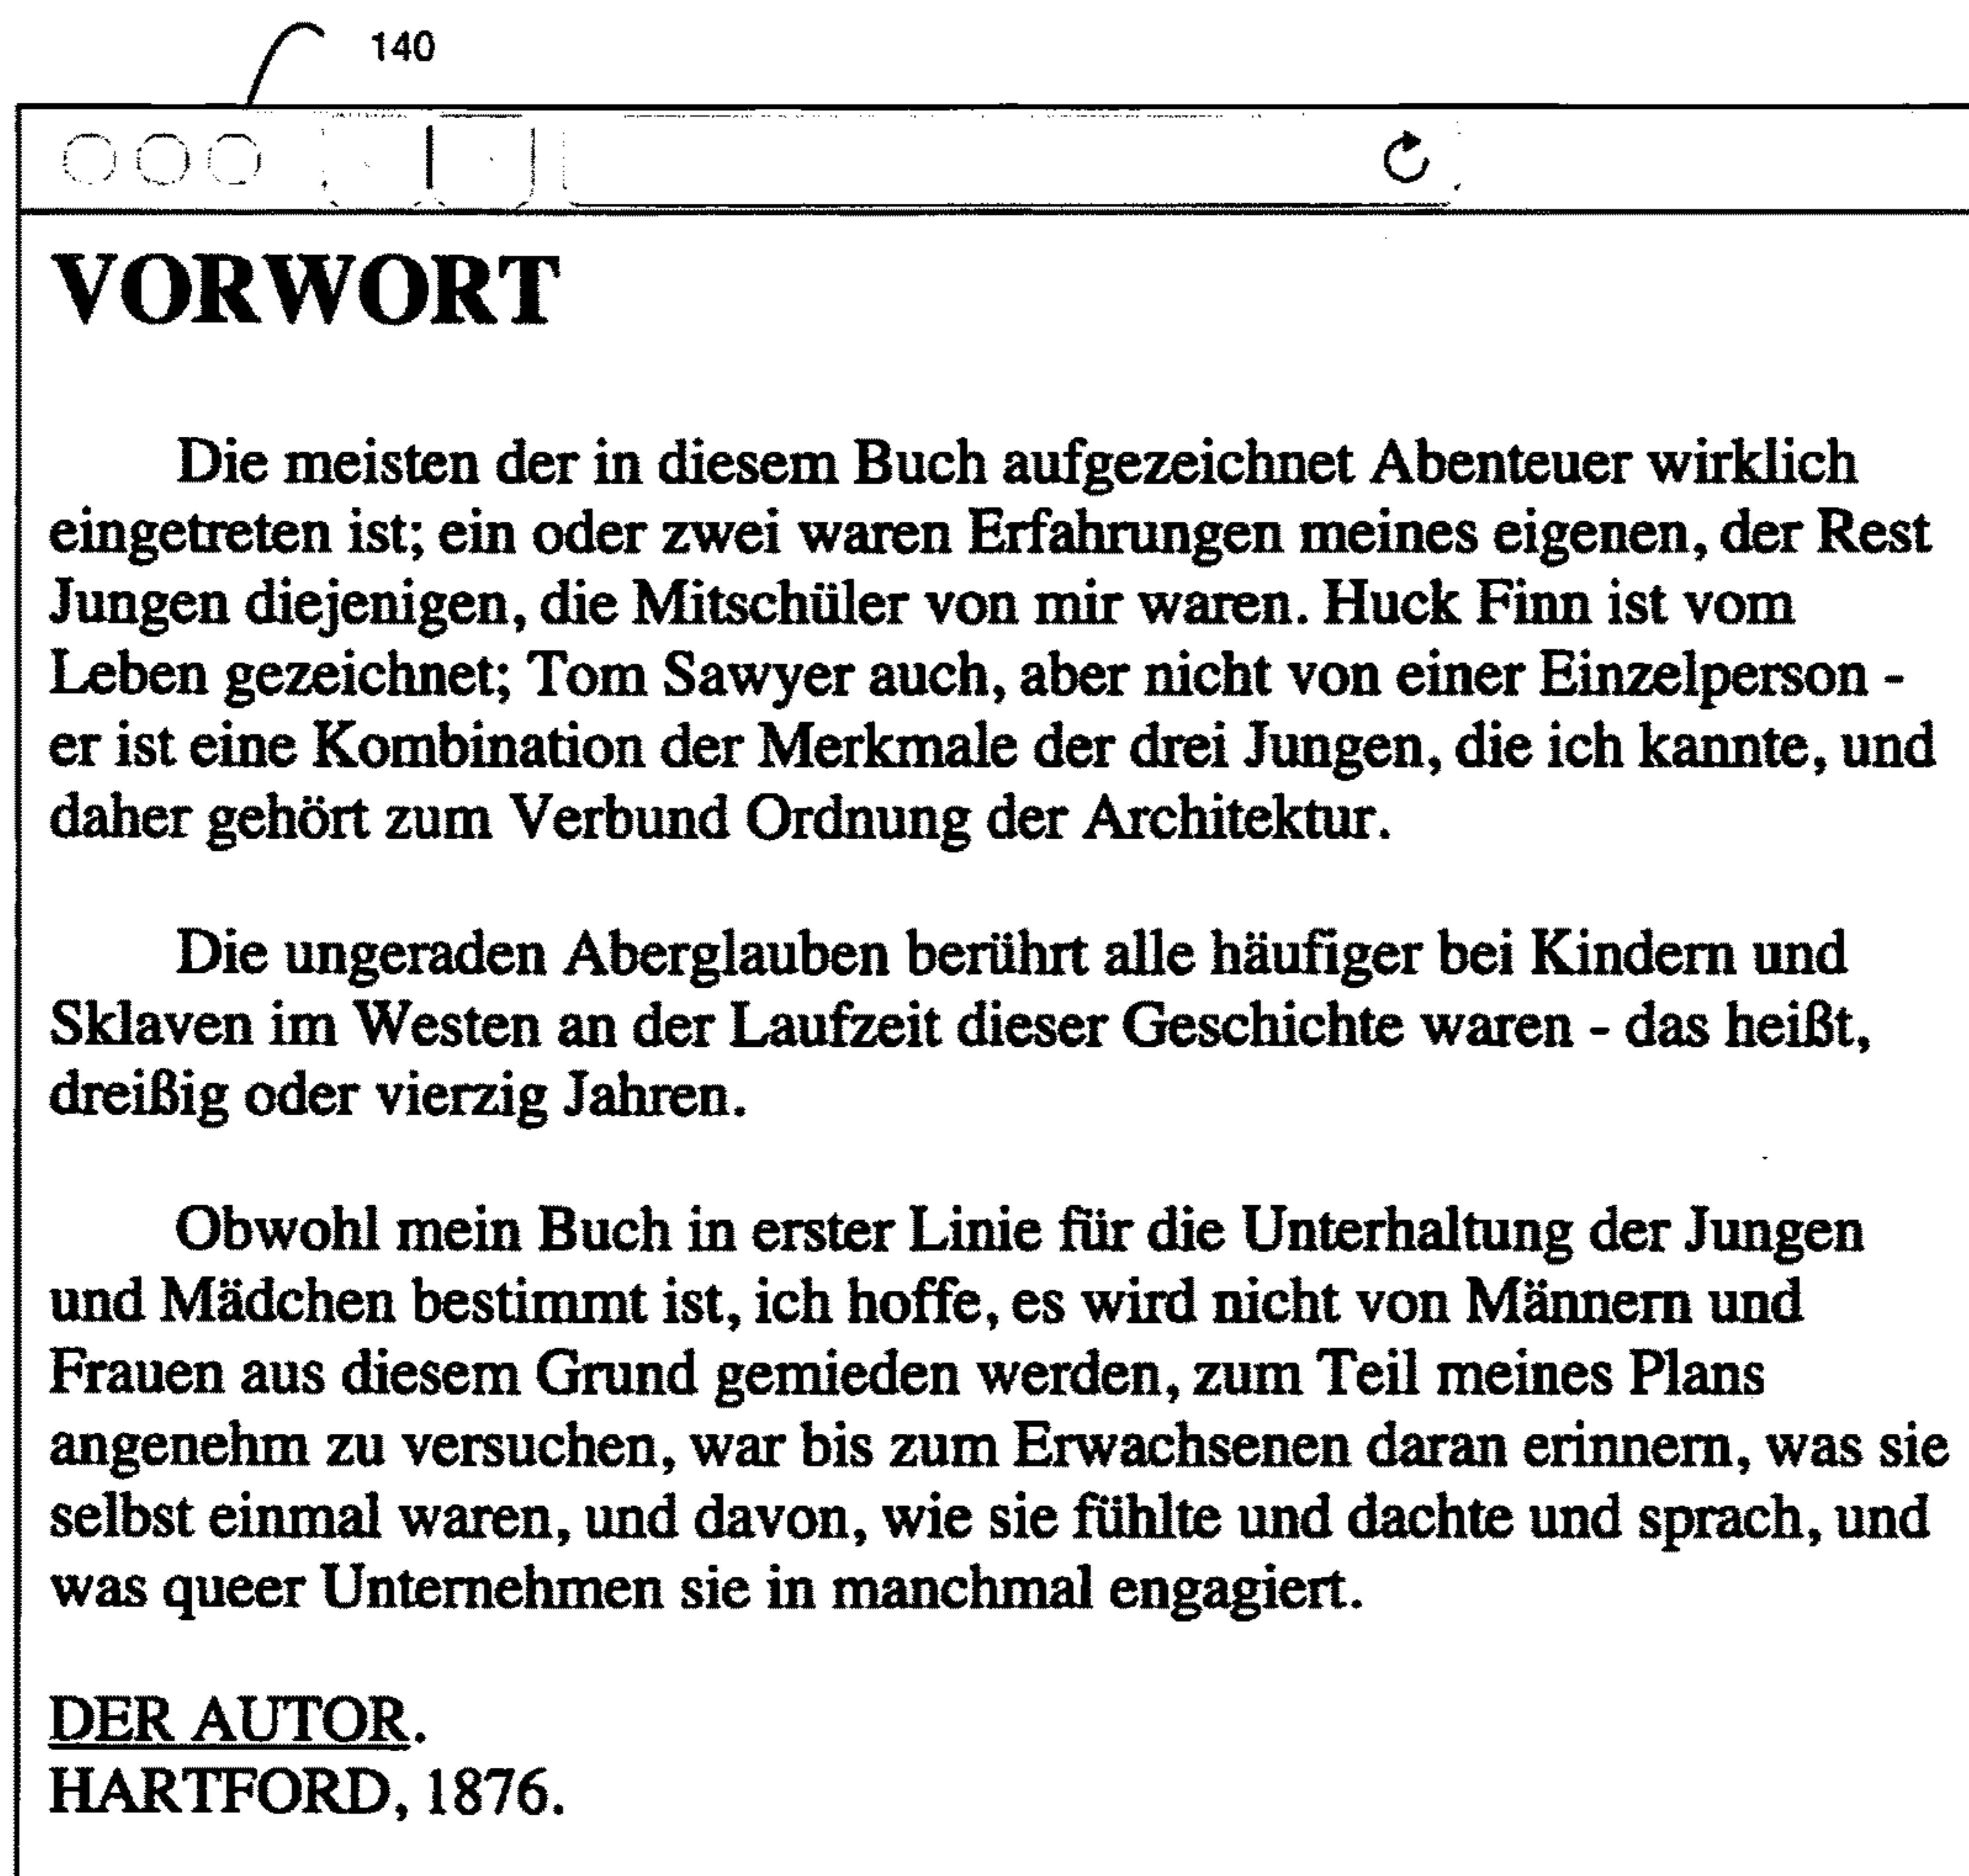 140
VORWORT
Die meisten der in diesem Buch aufgezeichnet Abenteuer wirklich
eingetreten ist; ein oder zwei waren Erfahrungen meines eigenen, der Rest
Jungen diejenigen, die Mitschüler von mir waren. Huck Finn ist vom
Leben gezeichnet; Tom Sawyer auch, aber nicht von einer Einzelperson -
er ist eine Kombination der Merkmale der drei Jungen, die ich kannte, und
daher gehört zum Verbund Ordnung der Architektur.
Die ungeraden Aberglauben berührt alle häufiger bei Kindern und
Sklaven im Westen an der Laufzeit dieser Geschichte waren - das heißt,
dreißig oder vierzig Jahren.
Obwohl mein Buch in erster Linie für die Unterhaltung der Jungen
und Mädchen bestimmt ist, ich hoffe, es wird nicht von Männern und
Frauen aus diesem Grund gemieden werden, zum Teil meines Plans
angenehm zu versuchen, war bis zum Erwachsenen daran erinnern, was sie
selbst einmal waren, und davon, wie sie fühlte und dachte und sprach, und
was queer Unternehmen sie in manchmal engagiert.
DER AUTOR.
HARTFORD, 1876.